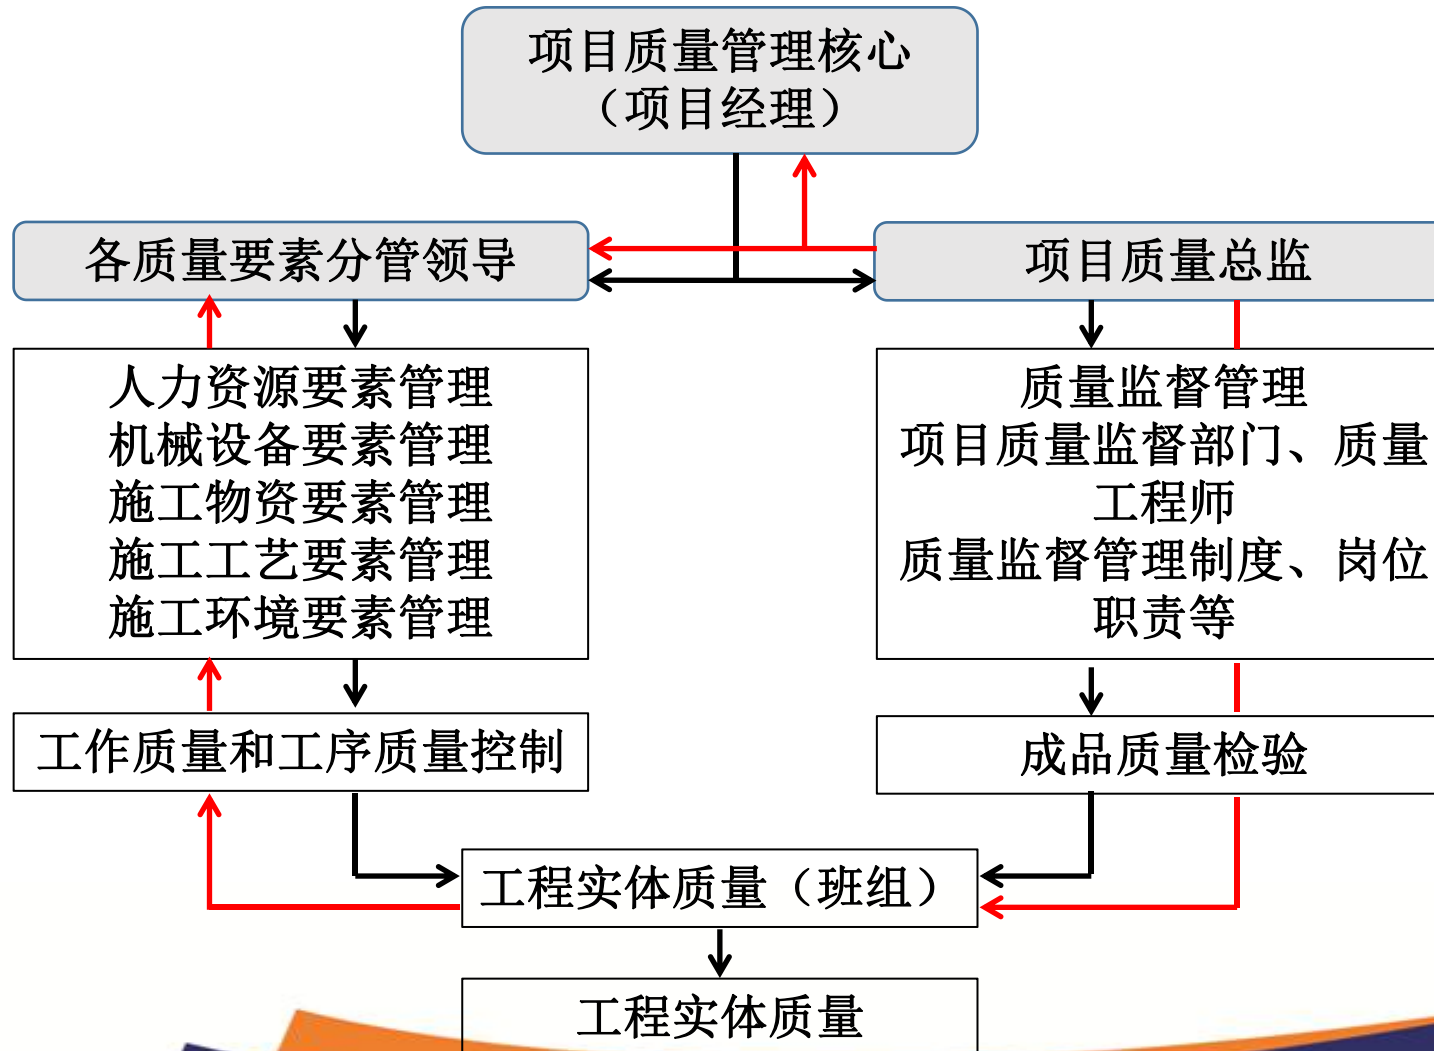 项目质量管理核心
（项目经理）
各质量要素分管领导
项目质量总监
人力资源要素管理
机械设备要素管理
施工物资要素管理
施工工艺要素管理
施工环境要素管理
质量监督管理
项目质量监督部门、质量
工程师
质量监督管理制度、岗位
职责等
工作质量和工序质量控制
成品质量检验
工程实体质量（班组）
工程实体质量